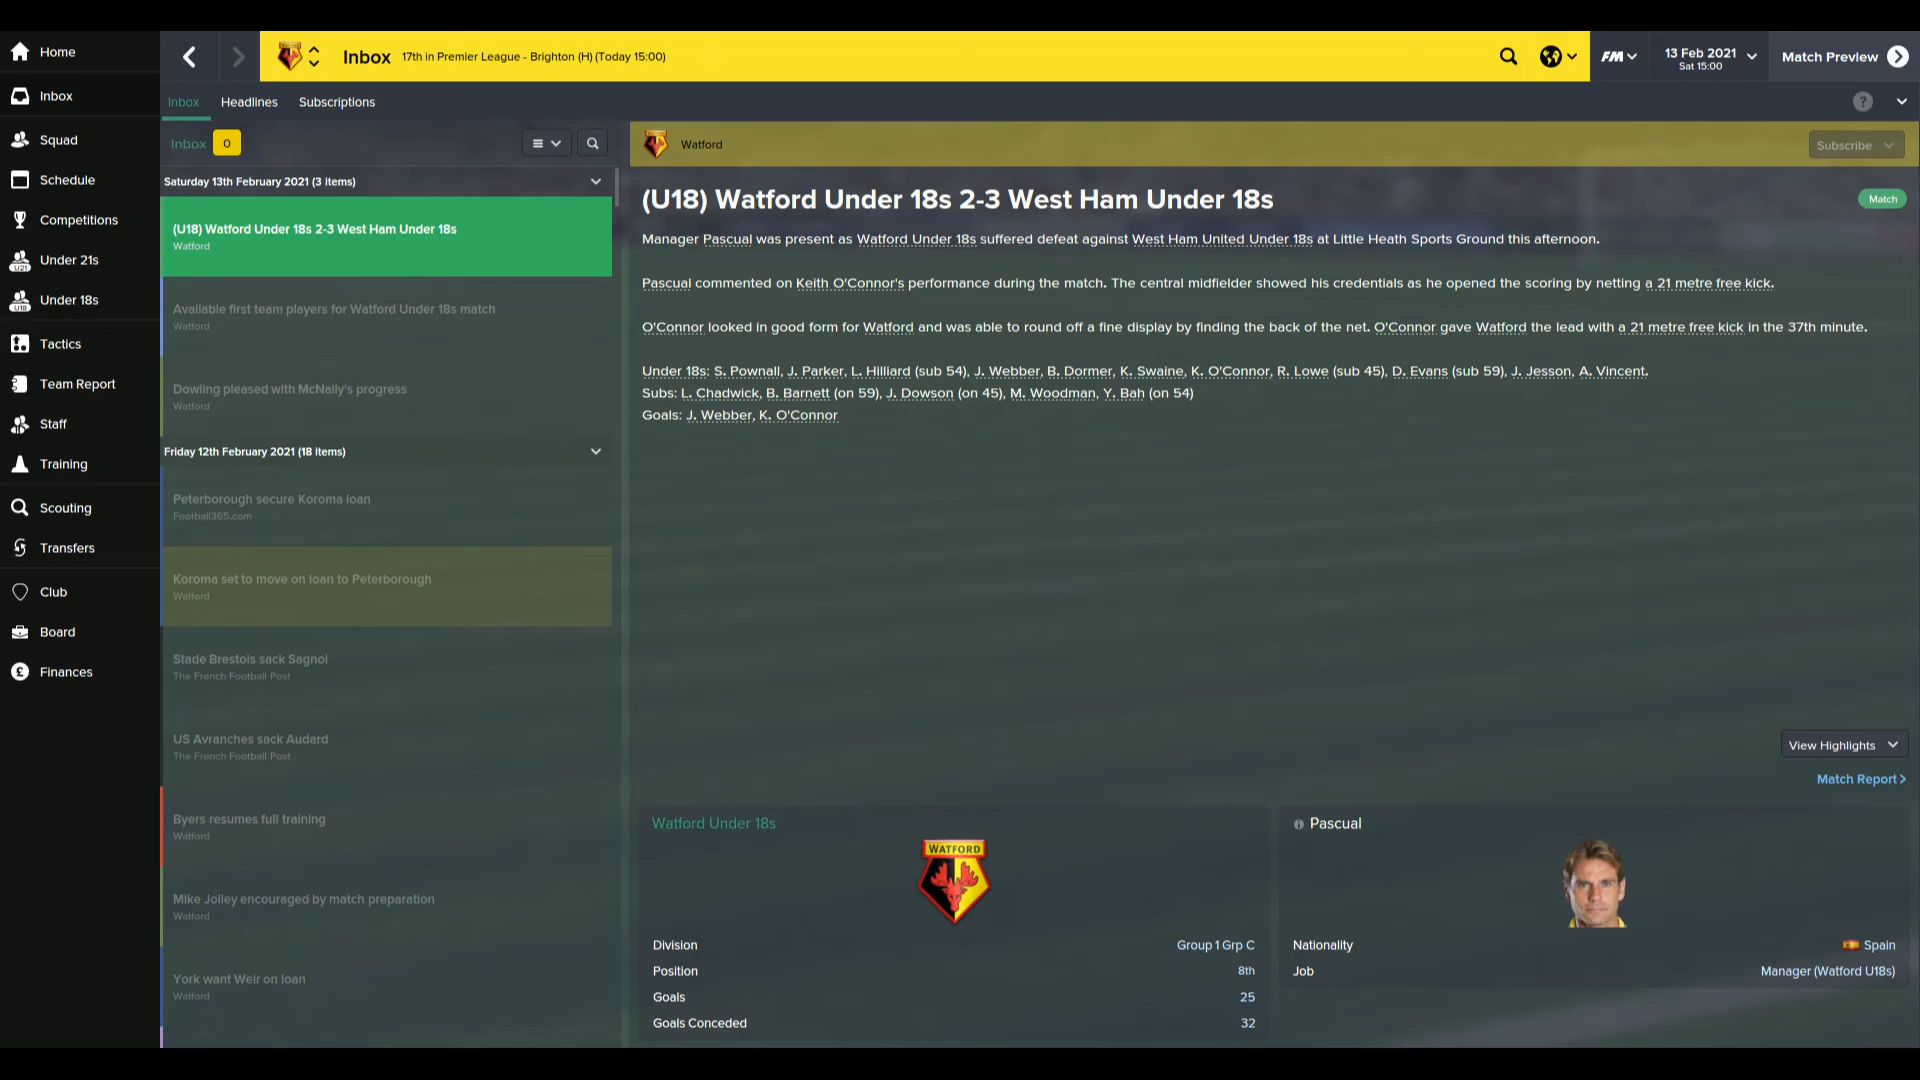 Home
Inbox
Squad
Schedule
Competitions
Under 21s
Under 18s
Tactics
Team Report
Staff
Training
Scouting
Transfers
Club
Board
Finances
Inbox 17th in Premier League - Brighton (H) (Today 15:00)
FM
13 Feb 2021
Sat 15:00
Match Preview
Inbox Headlines Subscriptions
?
Inbox 0
Saturday 13th February 2021 (3 items)
(U18) Watford Under 18s 2-3 West Ham Under 18s
Watford
Available first team players for Watford Under 18s match
Watford
Dowling pleased with McNally's progress
Watford
Friday 12th February 2021 (18 items)
Peterborough secure Koroma loan
Football365.com
Koroma set to move on loan to Peterborough
Watford
Stade Brestois sack Sagnol
The French Football Post
US Avranches sack Audard
The French Football Post
Byers resumes full training
Watford
Mike Jolley encouraged by match preparation
Watford
York want Weir on loan
Watford
Watford
Subscribe
(U18) Watford Under 18s 2-3 West Ham Under 18s
Match
Manager Pascual was present as Watford Under 18s suffered defeat against West Ham United Under 18s at Little Heath Sports Ground this afternoon.
Pascual commented on Keith O'Connor's performance during the match. The central midfielder showed his credentials as he opened the scoring by netting a 21 metre free kick.
O'Connor looked in good form for Watford and was able to round off a fine display by finding the back of the net. O'Connor gave Watford the lead with a 21 metre free kick in the 37th minute.
Under 18s: S. Pownall, J. Parker, L. Hilliard (sub 54), J. Webber, B. Dormer, K. Swaine, K. O'Connor, R. Lowe (sub 45), D. Evans (sub 59), J. Jesson, A. Vincent.
Subs: L. Chadwick, B. Barnett (on 59), J. Dowson (on 45), M. Woodman, Y. Bah (on 54)
Goals: J. Webber, K. O'Connor
View Highlights
Match Report
Watford Under 18s
WATFORD
Division Group 1 Grp C
Position 8th
Goals 25
Goals Conceded 32
Pascual
Nationality Spain
Job Manager (Watford U18s)